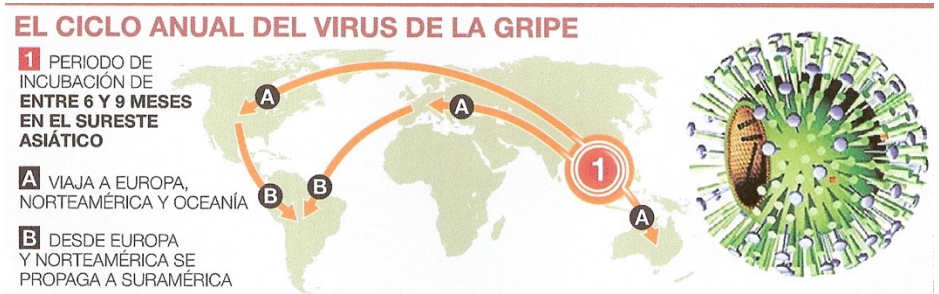 EL CICLO ANUAL DEL VIRUS DE LA GRIPE
1 PERIODO DE
INCUBACIÓN DE
ENTRE 6 Y 9 MESES
EN EL SURESTE
ASIÁTICO
A VIAJA A EUROPA,
NORTEAMÉRICA Y OCEANÍA
B DESDE EUROPA
Y NORTEAMÉRICA SE
PROPAGA A SURAMÉRICA
A
A
1
B
B
A